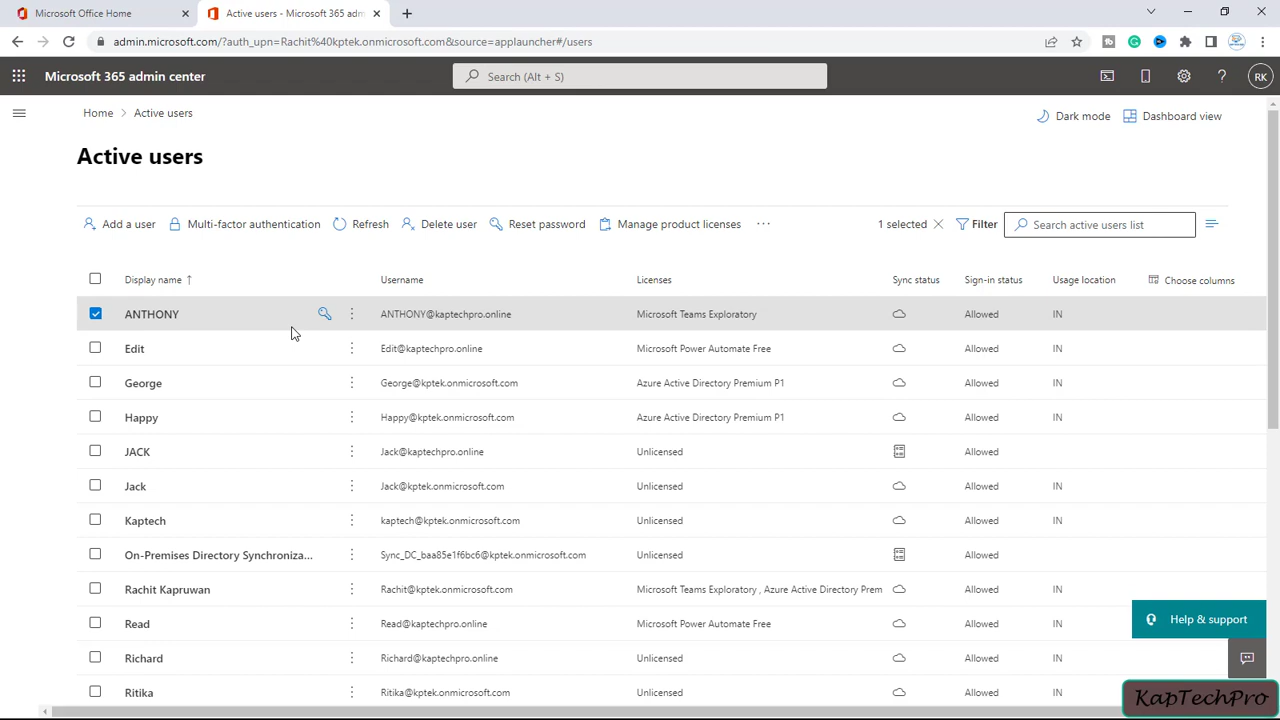 Microsoft Office Home
Active users - Microsoft 365 adm
admin.microsoft.com/?auth_upn=Rachit%40kptek.onmicrosoft.com&source=applauncher#/users
Microsoft 365 admin center
Search (Alt + S)
RK
Home > Active users
Dark mode
Dashboard view
Active users
Add a user
Multi-factor authentication
Refresh
Delete user
Reset password
Manage product licenses
1 selected
Filter
Search active users list
Display name ↑ Username Licenses Sync status Sign-in status Usage location Choose columns
ANTHONY ANTHONY@kaptechpro.online Microsoft Teams Exploratory Allowed IN
Edit Edit@kaptechpro.online Microsoft Power Automate Free Allowed IN
George George@kptek.onmicrosoft.com Azure Active Directory Premium P1 Allowed IN
Happy Happy@kptek.onmicrosoft.com Azure Active Directory Premium P1 Allowed IN
JACK Jack@kaptechpro.online Unlicensed Allowed
Jack Jack@kptek.onmicrosoft.com Unlicensed Allowed IN
Kaptech kaptech@kptek.onmicrosoft.com Unlicensed Allowed IN
On-Premises Directory Synchroniza... Sync_DC_baa85e1f6bc6@kptek.onmicrosoft.com Unlicensed Allowed
Rachit Kapruwan Rachit@kptek.onmicrosoft.com Microsoft Teams Exploratory , Azure Active Directory Prem Allowed IN
Read Read@kaptechpro.online Microsoft Power Automate Free Allowed IN
Richard Richard@kaptechpro.online Unlicensed Allowed IN
Ritika Ritika@kptek.onmicrosoft.com Unlicensed Allowed IN
Help & support
KapTechPro